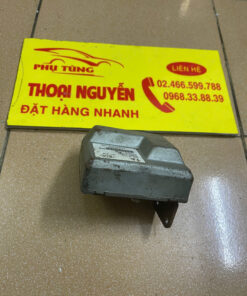 PHỤ TÙNG
LIÊN HỆ
THOẠI NGUYỄN
02.466.599.788
0968.33.88.39
ĐẶT HÀNG NHANH